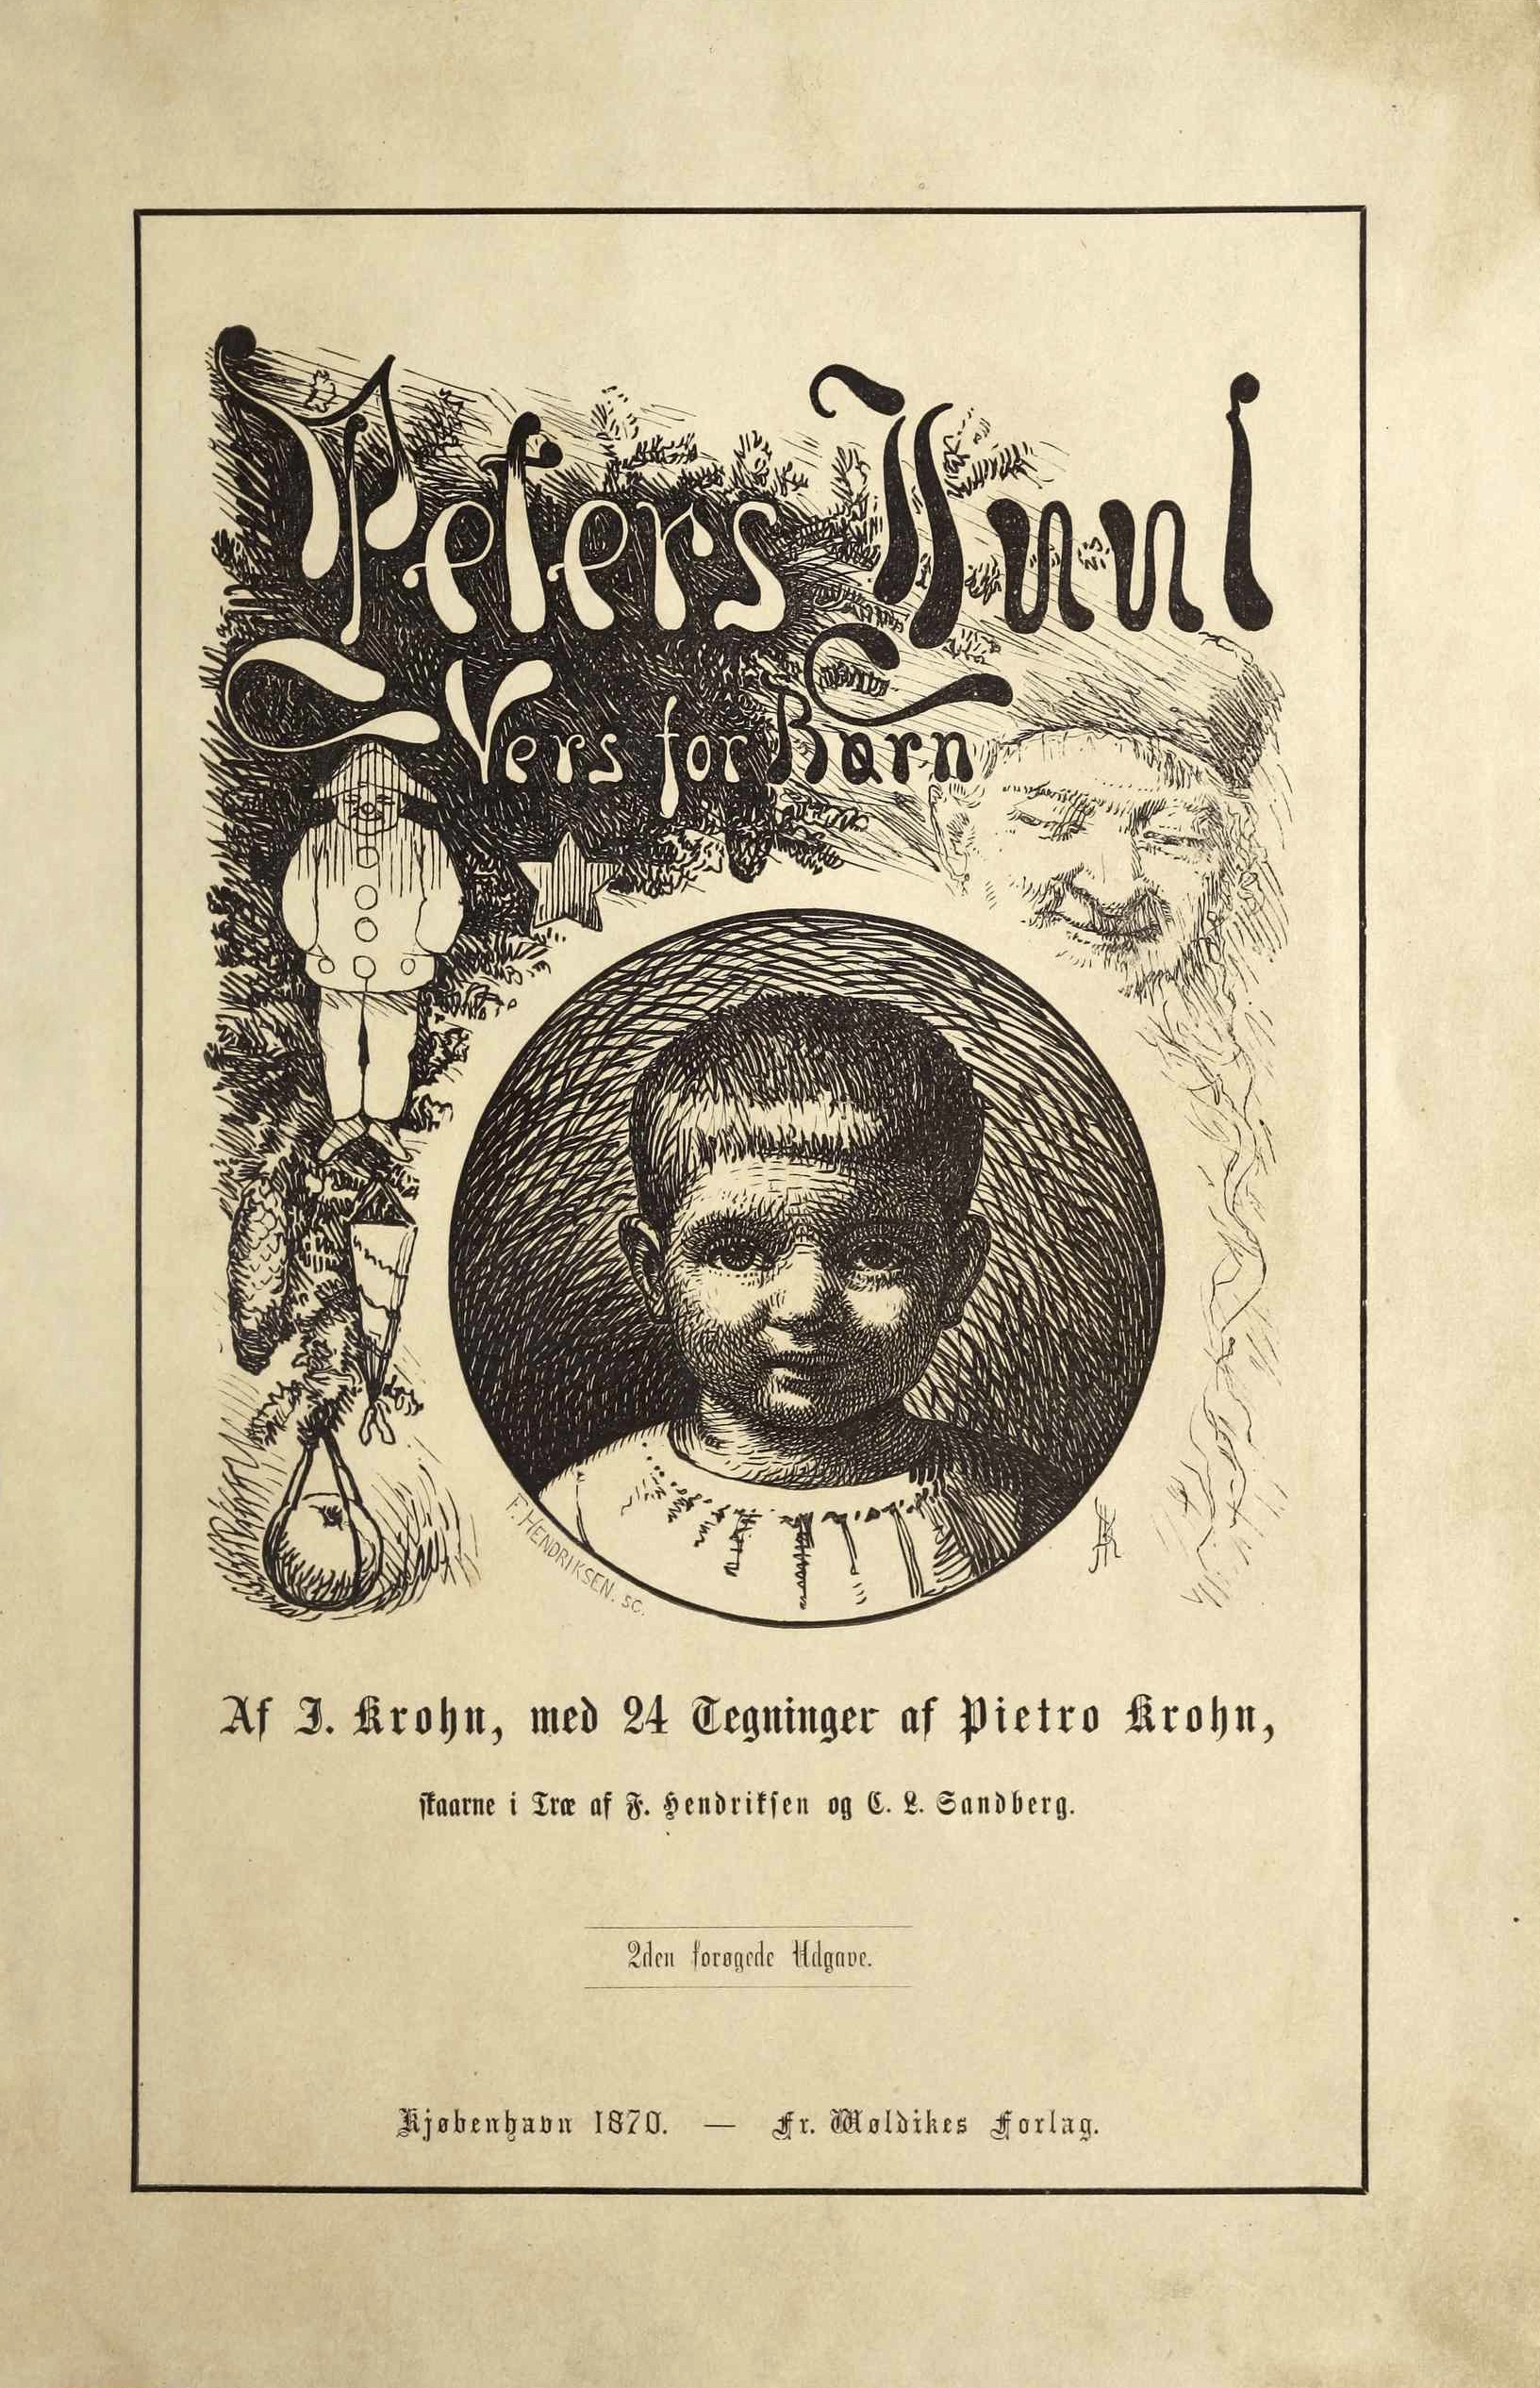 Peters Juul
Vers for Børn
F. HENDRIKSEN. SC.
Af J. Krohn, med 24 Tegninger af Pietro Krohn,
skaarne i Træ af F. Hendriksen og C. L. Sandberg.
2den forøgede Udgave.
Kjøbenhavn 1870. — Fr. Wøldikes Forlag.